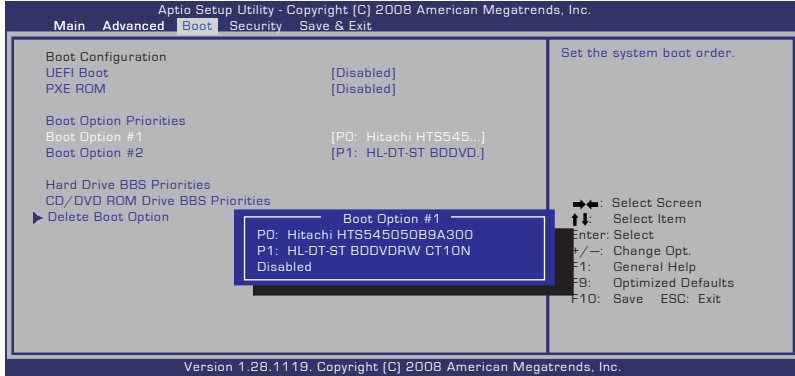 Aptio Setup Utility - Copyright (C) 2008 American Megatrends, Inc.
Main Advanced Boot Security Save & Exit
Boot Configuration
UEFI Boot [Disabled]
PXE ROM [Disabled]
Boot Option Priorities
Boot Option #1 [P0: Hitachi HTS545...]
Boot Option #2 [P1: HL-DT-ST BDDVD.]
Hard Drive BBS Priorities
CD/DVD ROM Drive BBS Priorities
Delete Boot Option
Boot Option #1
P0: Hitachi HTS545050B9A300
P1: HL-DT-ST BDDVDRW CT10N
Disabled
Set the system boot order.
: Select Screen
: Select Item
Enter: Select
+/—: Change Opt.
F1: General Help
F9: Optimized Defaults
F10: Save ESC: Exit
Version 1.28.1119. Copyright (C) 2008 American Megatrends, Inc.